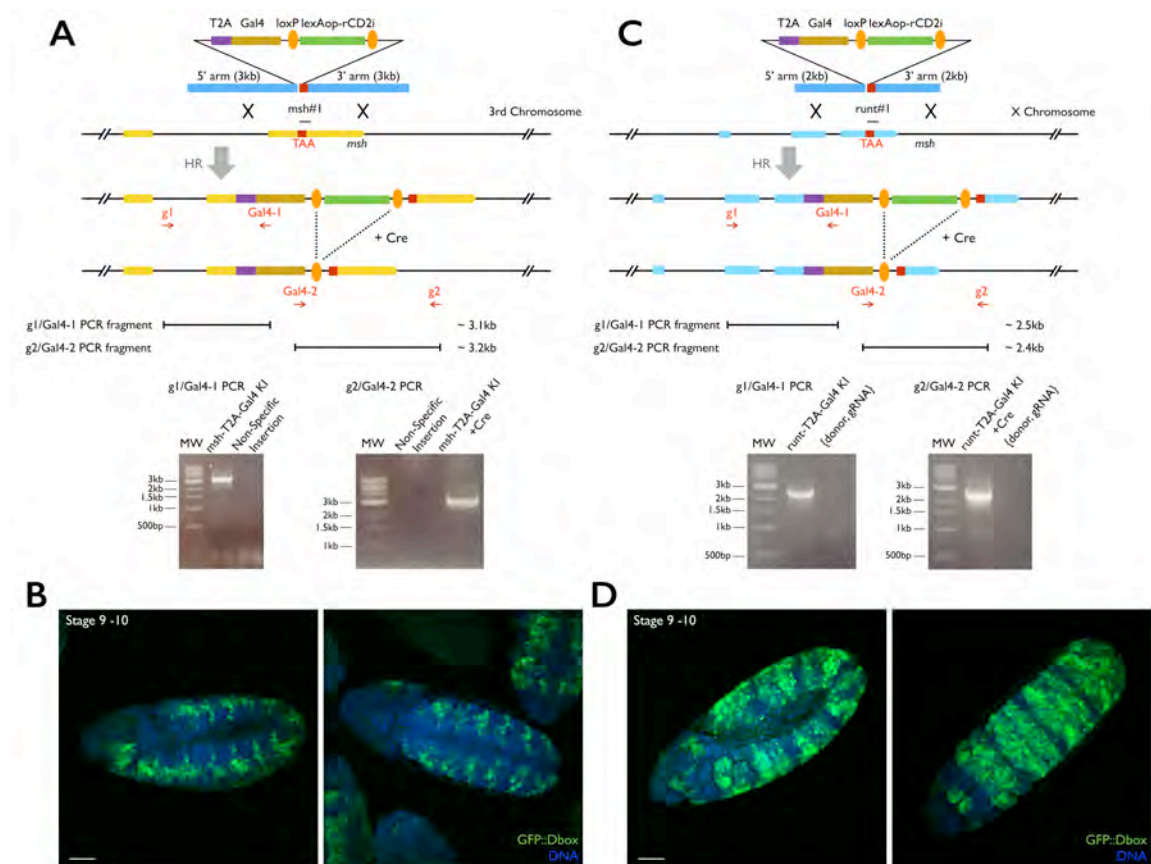 A
T2A Gal4 loxP lexAop-rCD2i
5' arm (3kb) 3' arm (3kb)
X msh#1 X
3rd Chromosome
TAA msh
HR
g1 Gal4-1
+ Cre
Gal4-2 g2
g1/Gal4-1 PCR fragment ~ 3.1kb
g2/Gal4-2 PCR fragment ~ 3.2kb
g1/Gal4-1 PCR
MW
msh-T2A-Gal4 KI
Non-Specific
Insertion
3kb
2kb
1.5kb
1kb
500bp
g2/Gal4-2 PCR
MW
Non-Specific
Insertion
msh-T2A-Gal4 KI
+Cre
3kb
2kb
1.5kb
1kb
B
Stage 9 -10
GFP::Dbox
DNA
C
T2A Gal4 loxP lexAop-rCD2i
5' arm (2kb) 3' arm (2kb)
X runt#1 X
X Chromosome
TAA msh
HR
g1 Gal4-1
+ Cre
Gal4-2 g2
g1/Gal4-1 PCR fragment ~ 2.5kb
g2/Gal4-2 PCR fragment ~ 2.4kb
g1/Gal4-1 PCR
MW
runt-T2A-Gal4 KI
{donor, gRNA}
3kb
2kb
1.5kb
1kb
500bp
g2/Gal4-2 PCR
MW
runt-T2A-Gal4 KI
+ Cre
{donor, gRNA}
3kb
2kb
1.5kb
1kb
500bp
D
Stage 9 -10
GFP::Dbox
DNA